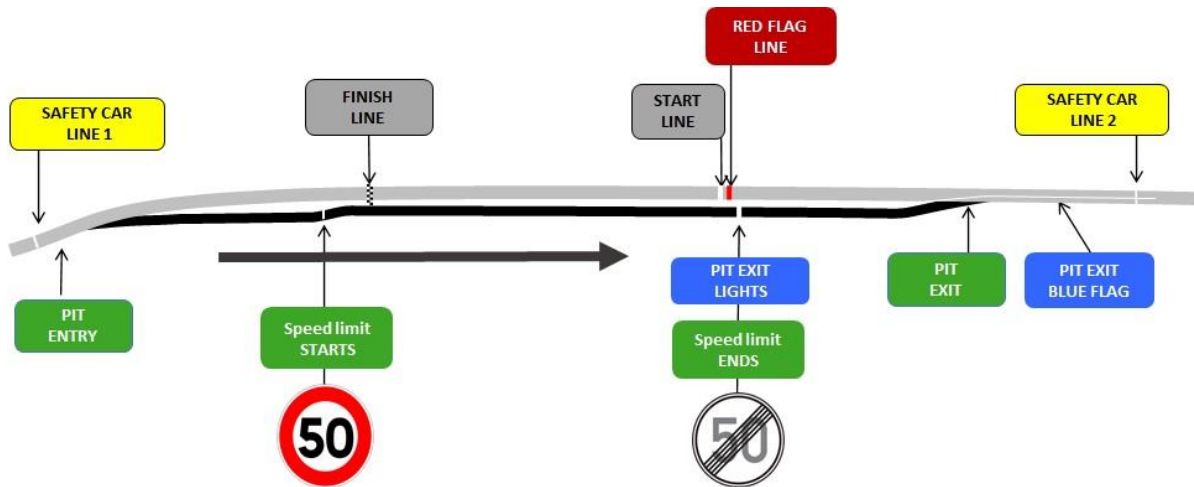 RED FLAG
LINE
SAFETY CAR
LINE 1
FINISH
LINE
START
LINE
SAFETY CAR
LINE 2
PIT
ENTRY
Speed limit
STARTS
50
PIT EXIT
LIGHTS
Speed limit
ENDS
50
PIT
EXIT
PIT EXIT
BLUE FLAG